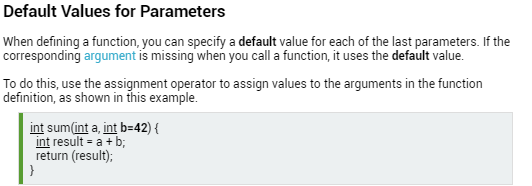 Default Values for Parameters
When defining a function, you can specify a default value for each of the last parameters. If the
corresponding argument is missing when you call a function, it uses the default value.
To do this, use the assignment operator to assign values to the arguments in the function
definition, as shown in this example.
int sum(int a, int b=42) {
int result = a + b;
return (result);
}